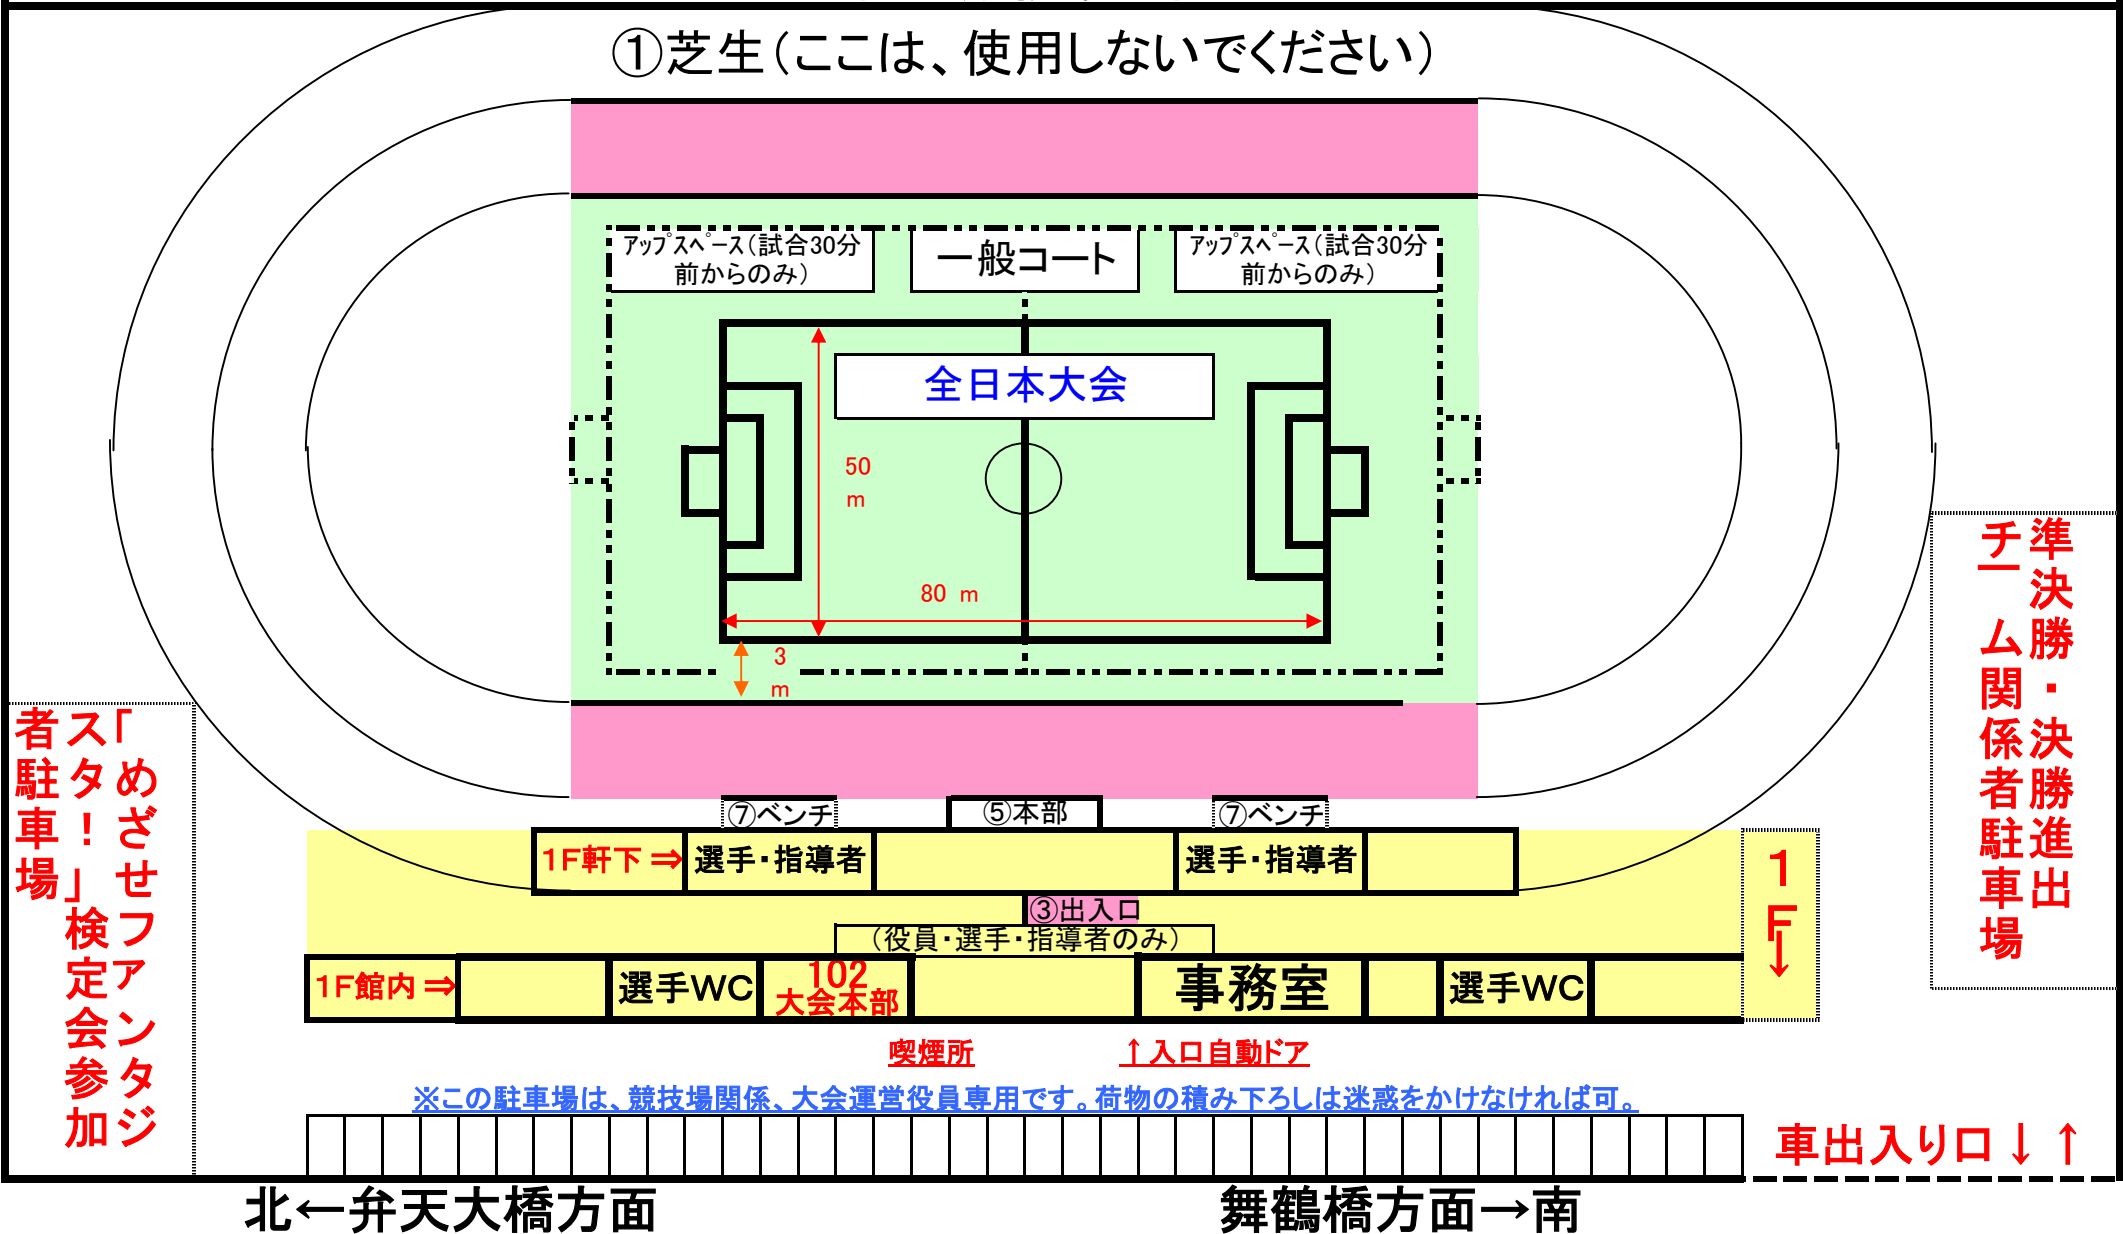 ①芝生（ここは、使用しないでください）
ｱｯﾌﾟｽﾍﾟｰｽ（試合30分
前からのみ）
一般コート
ｱｯﾌﾟｽﾍﾟｰｽ（試合30分
前からのみ）
全日本大会
50
m
80 m
3
m
準決勝・決勝進出
チーム関係者駐車場
「めざせファンタジ
スタ！」検定会参加
者駐車場
⑦ベンチ
⑤本部
⑦ベンチ
1F軒下⇒
選手・指導者
選手・指導者
1F↓
③出入口
（役員・選手・指導者のみ）
1F館内⇒
選手WC
102
大会本部
事務室
選手WC
喫煙所
↑入口自動ドア
※この駐車場は、競技場関係、大会運営役員専用です。荷物の積み下ろしは迷惑をかけなければ可。
車出入り口↓↑
北←弁天大橋方面
舞鶴橋方面→南